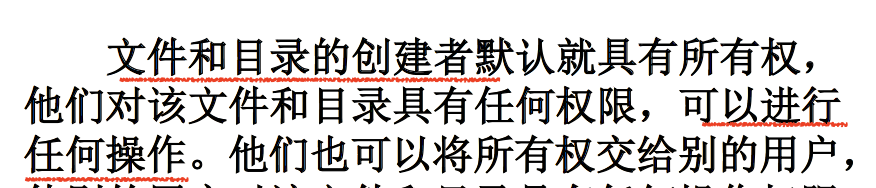 文件和目录的创建者默认就具有所有权，
他们对该文件和目录具有任何权限，可以进行
任何操作。他们也可以将所有权交给别的用户，